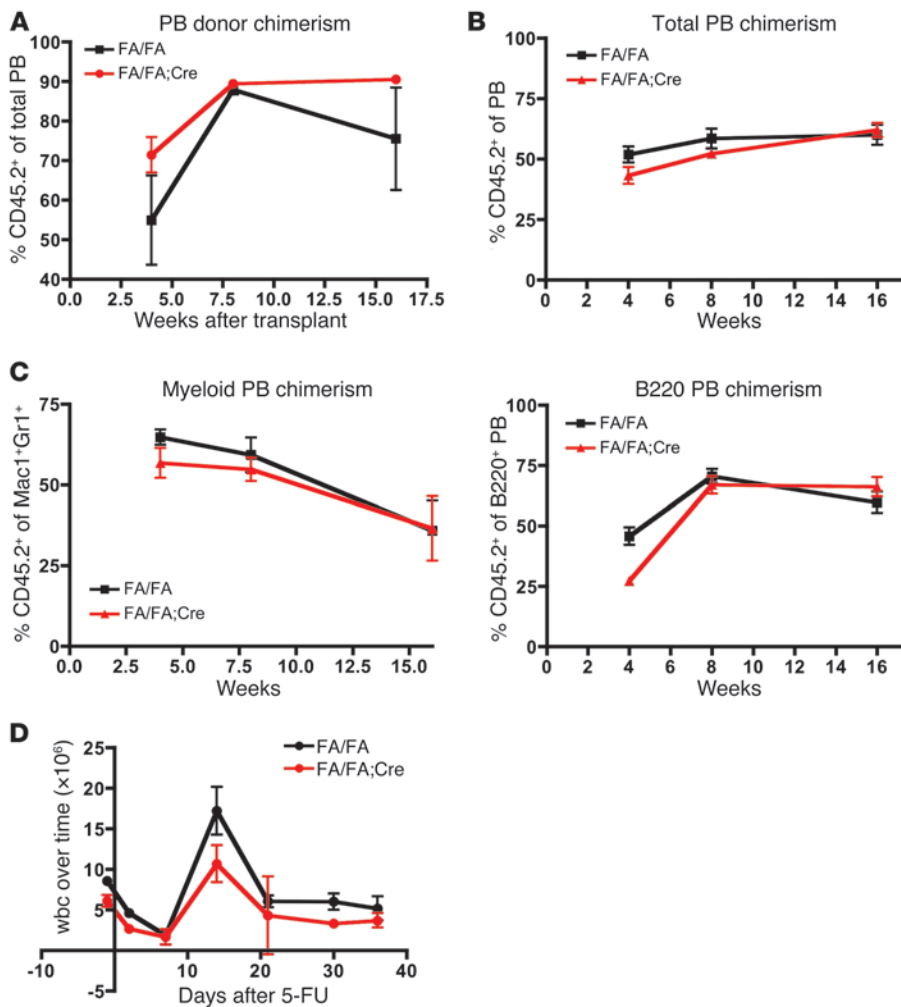 A
PB donor chimerism
FA/FA
FA/FA;Cre
% CD45.2⁺ of total PB
100
90
80
70
60
50
40
0.0 2.5 5.0 7.5 10.0 12.5 15.0 17.5
Weeks after transplant
B
Total PB chimerism
FA/FA
FA/FA;Cre
% CD45.2⁺ of PB
100
75
50
25
0
0 2 4 6 8 10 12 14 16
Weeks
C
Myeloid PB chimerism
% CD45.2⁺ of Mac1⁺Gr1⁺
75
50
25
0
FA/FA
FA/FA;Cre
0.0 2.5 5.0 7.5 10.0 12.5 15.0
Weeks
B220 PB chimerism
FA/FA
FA/FA;Cre
% CD45.2⁺ of B220⁺ PB
100
75
50
25
0
0 2 4 6 8 10 12 14 16
Weeks
D
FA/FA
FA/FA;Cre
wbc over time (×10⁶)
25
20
15
10
5
-5
-10 0 10 20 30 40
Days after 5-FU